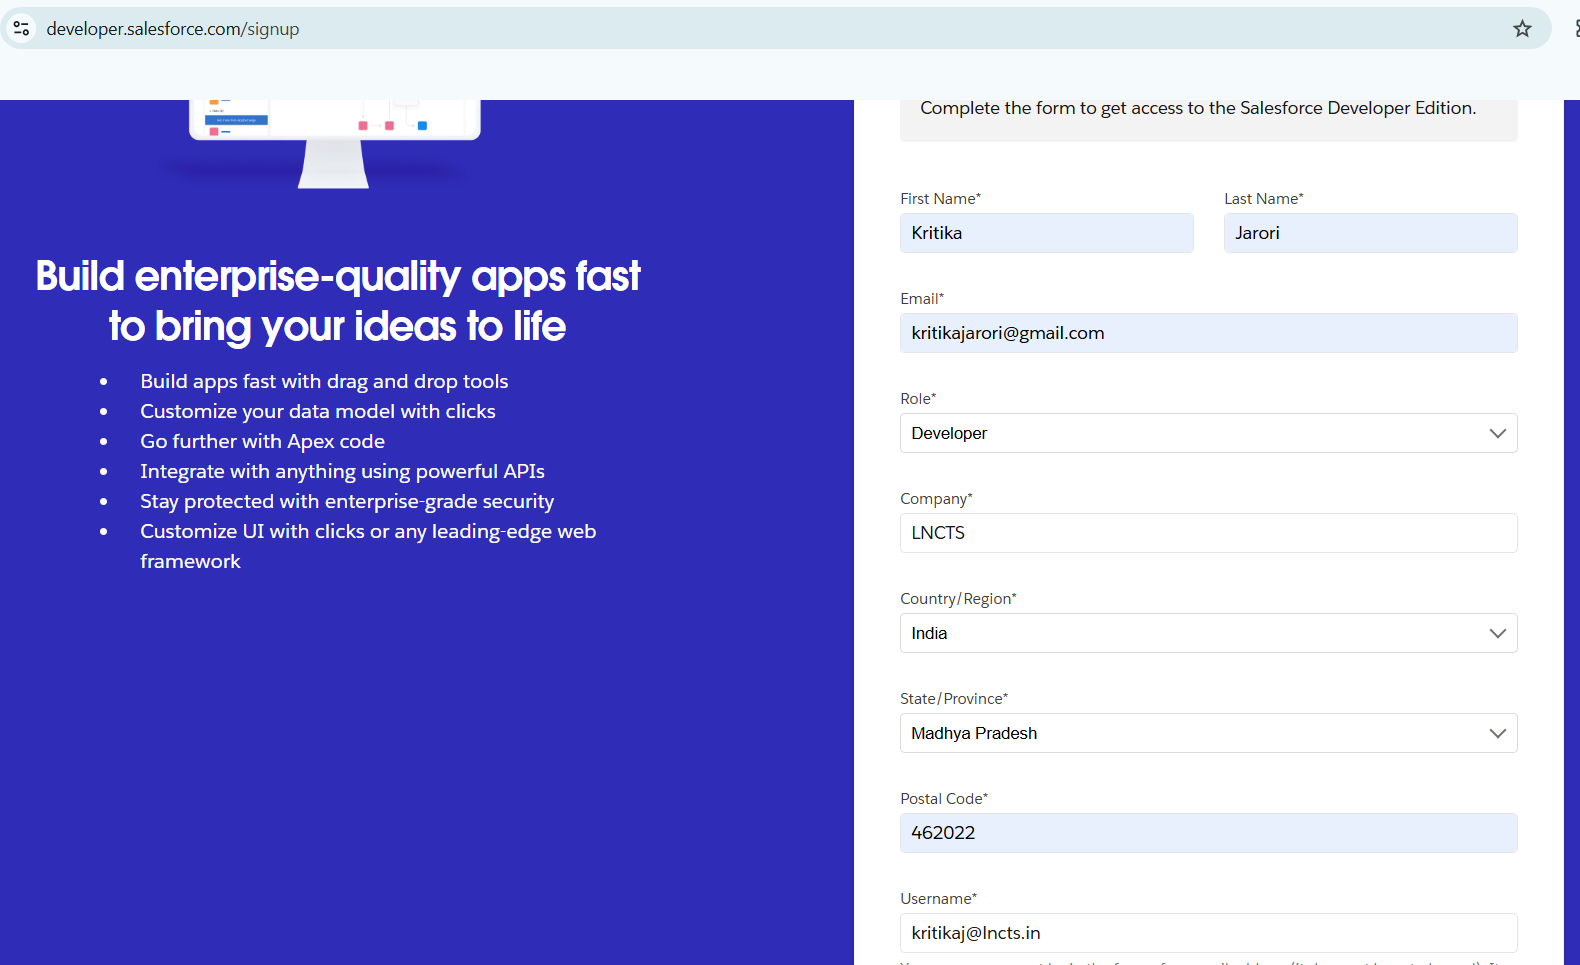 developer.salesforce.com/signup
Complete the form to get access to the Salesforce Developer Edition.
Build enterprise-quality apps fast
to bring your ideas to life
• Build apps fast with drag and drop tools
• Customize your data model with clicks
• Go further with Apex code
• Integrate with anything using powerful APIs
• Stay protected with enterprise-grade security
• Customize UI with clicks or any leading-edge web
framework
First Name* Last Name*
Kritika Jarori
Email*
kritikajarori@gmail.com
Role*
Developer
Company*
LNCTS
Country/Region*
India
State/Province*
Madhya Pradesh
Postal Code*
462022
Username*
kritikaj@lncts.in